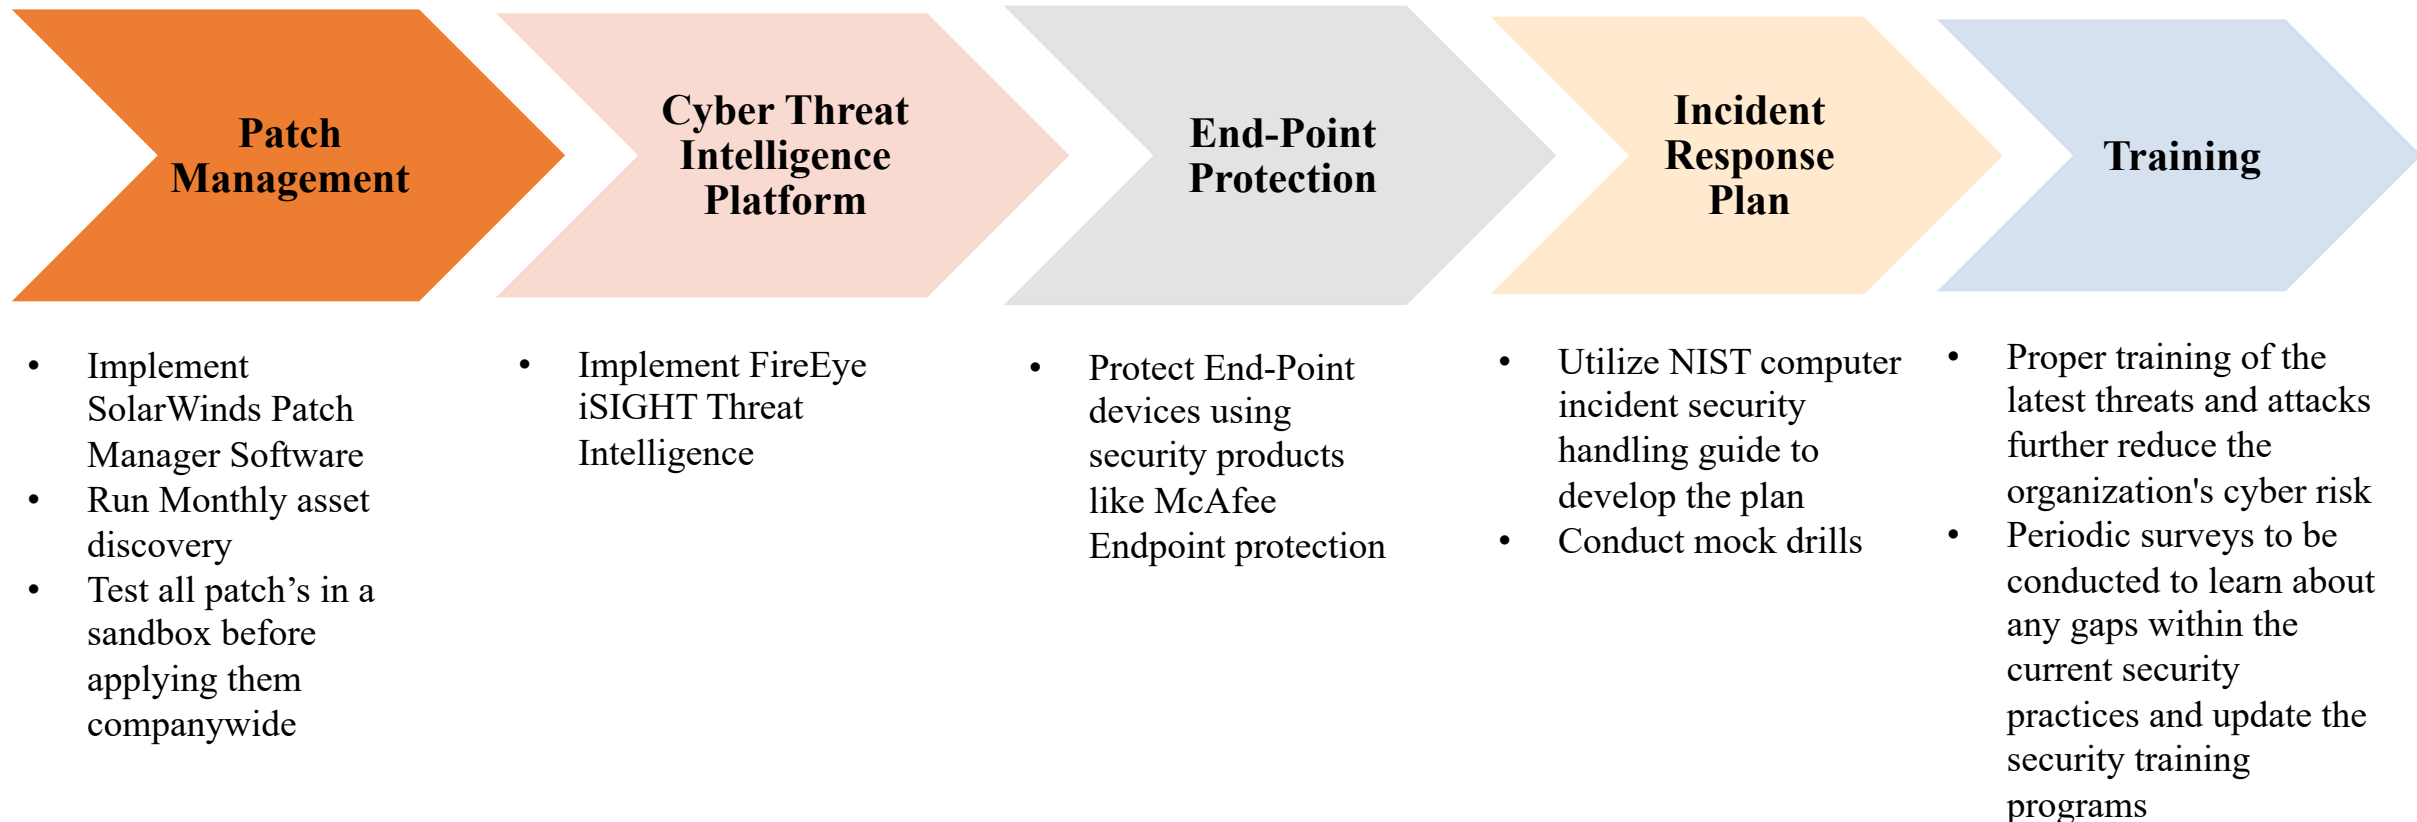 Patch
Management
Cyber Threat
Intelligence
Platform
End-Point
Protection
Incident
Response
Plan
Training
• Implement
SolarWinds Patch
Manager Software
• Run Monthly asset
discovery
• Test all patch’s in a
sandbox before
applying them
companywide
• Implement FireEye
iSIGHT Threat
Intelligence
• Protect End-Point
devices using
security products
like McAfee
Endpoint protection
• Utilize NIST computer
incident security
handling guide to
develop the plan
• Conduct mock drills
• Proper training of the
latest threats and attacks
further reduce the
organization's cyber risk
• Periodic surveys to be
conducted to learn about
any gaps within the
current security
practices and update the
security training
programs